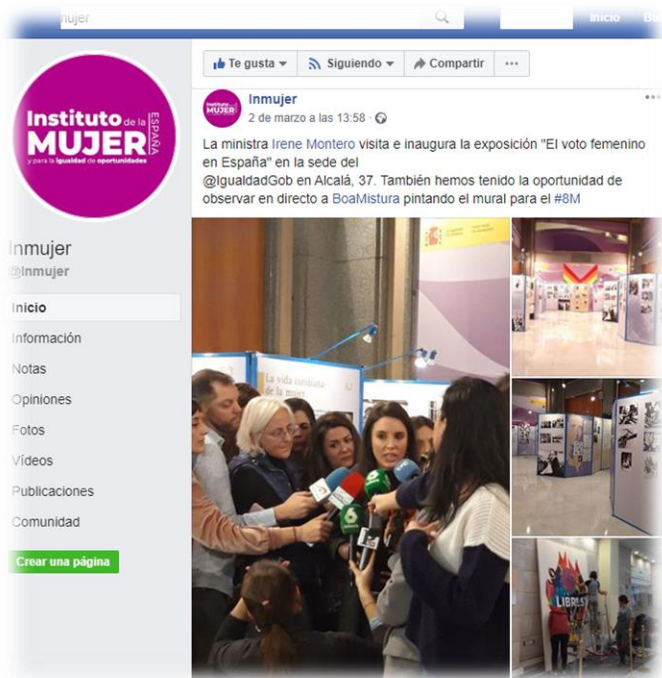 mujer
Inicio
Te gusta
Siguiendo
Compartir
Instituto de la
MUJER
ESPAÑA
y para la igualdad de oportunidades
Inmujer
2 de marzo a las 13:58
La ministra Irene Montero visita e inaugura la exposición "El voto femenino
en España" en la sede del
@IgualdadGob en Alcalá, 37. También hemos tenido la oportunidad de
observar en directo a BoaMistura pintando el mural para el #8M
Inmujer
@Inmujer
Inicio
Información
Notas
Opiniones
Fotos
Vídeos
Publicaciones
Comunidad
Crear una página
La vida cotidiana
de la mujer
6
LIBRES